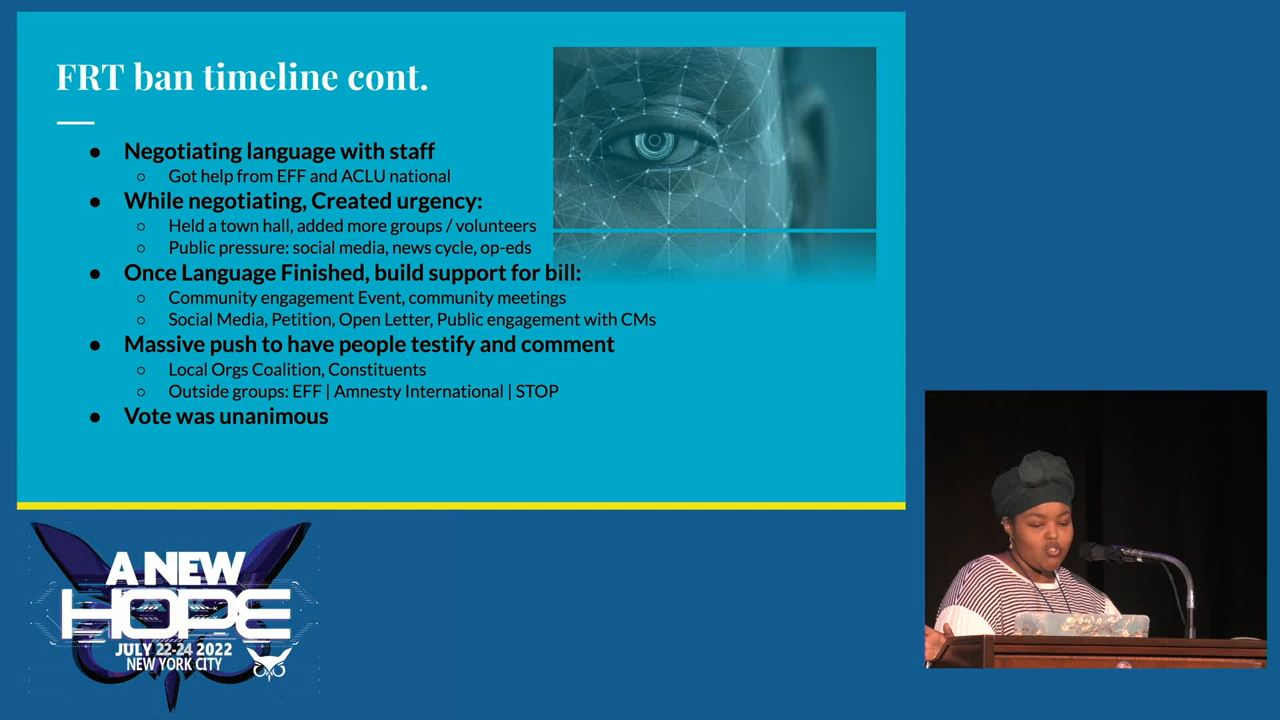 FRT ban timeline cont.
● Negotiating language with staff
○ Got help from EFF and ACLU national
● While negotiating, Created urgency:
○ Held a town hall, added more groups / volunteers
○ Public pressure: social media, news cycle, op-eds
● Once Language Finished, build support for bill:
○ Community engagement Event, community meetings
○ Social Media, Petition, Open Letter, Public engagement with CMs
● Massive push to have people testify and comment
○ Local Orgs Coalition, Constituents
○ Outside groups: EFF | Amnesty International | STOP
● Vote was unanimous
A NEW
HOPE
JULY 22-24 2022
NEW YORK CITY